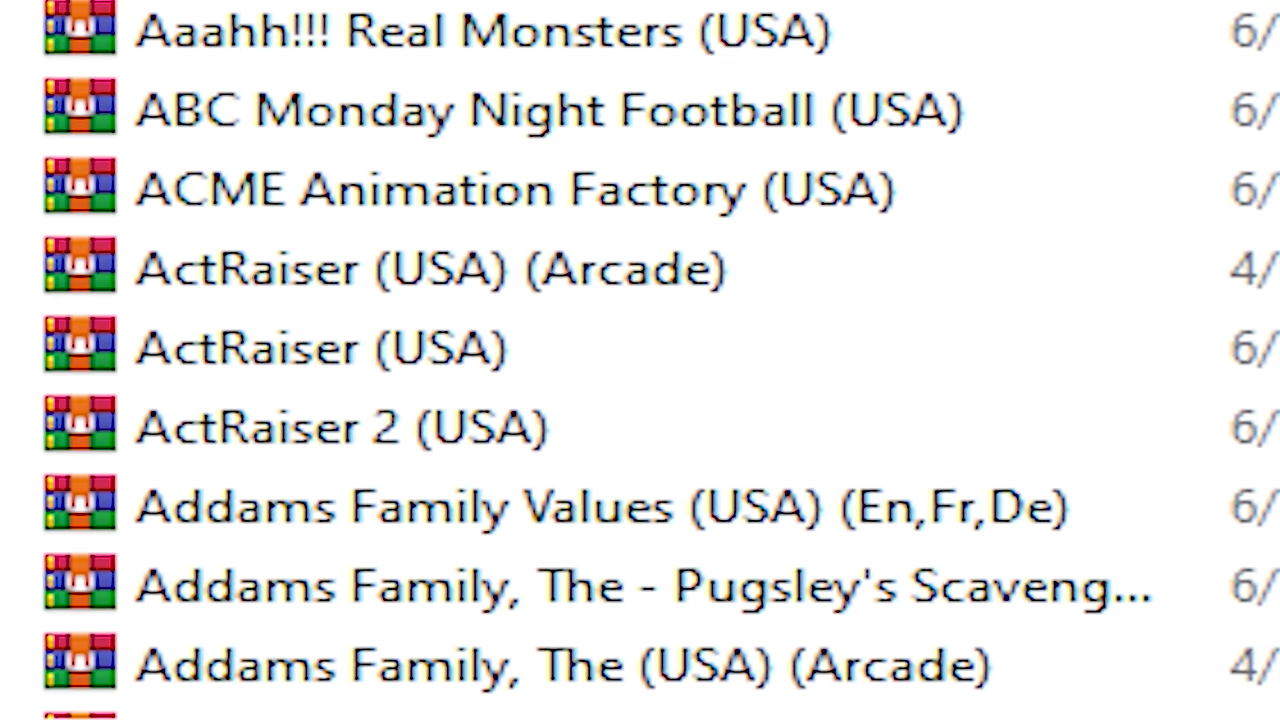 Aaahh!!! Real Monsters (USA) 6/
ABC Monday Night Football (USA) 6/
ACME Animation Factory (USA) 6/
ActRaiser (USA) (Arcade) 4/
ActRaiser (USA) 6/
ActRaiser 2 (USA) 6/
Addams Family Values (USA) (En,Fr,De) 6/
Addams Family, The - Pugsley's Scaveng... 6/
Addams Family, The (USA) (Arcade) 4/